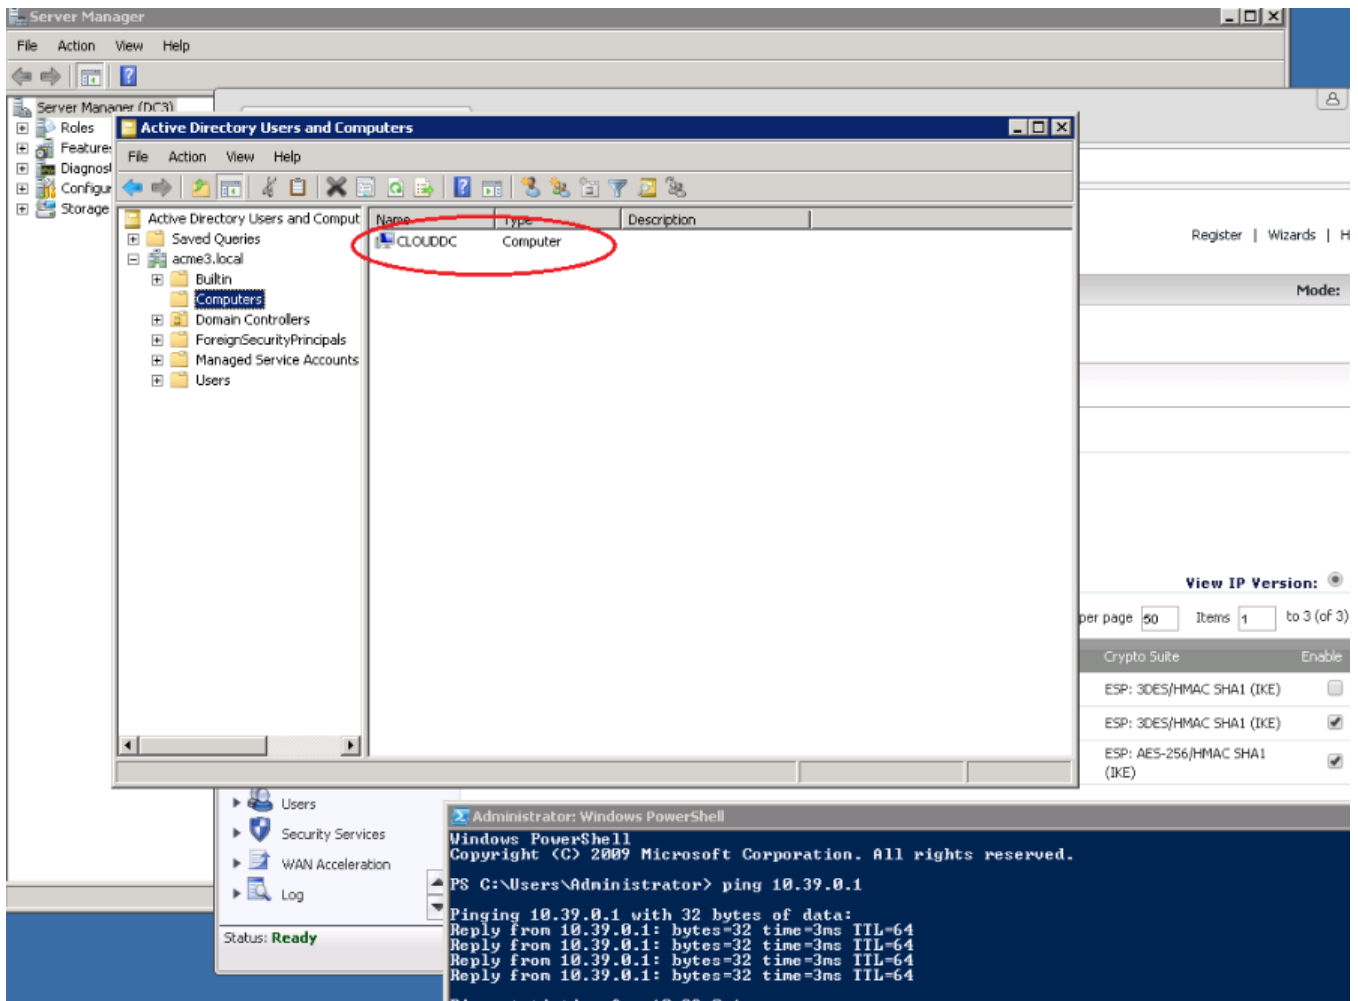 Server Manager
File Action View Help
Server Manager (DC3)
Roles
Features
Diagnost
Configur
Storage
Active Directory Users and Computers
File Action View Help
Active Directory Users and Comput
Saved Queries
acme3.local
Builtin
Computers
Domain Controllers
ForeignSecurityPrincipals
Managed Service Accounts
Users
Name Type Description
CLOUDDC Computer
Register | Wizards | H
Mode:
View IP Version:
per page 50 Items 1 to 3 (of 3)
Crypto Suite Enable
ESP: 3DES/HMAC SHA1 (IKE)
ESP: 3DES/HMAC SHA1 (IKE)
ESP: AES-256/HMAC SHA1
(IKE)
Users
Security Services
WAN Acceleration
Log
Status: Ready
Administrator: Windows PowerShell
Windows PowerShell
Copyright (C) 2009 Microsoft Corporation. All rights reserved.
PS C:\Users\Administrator> ping 10.39.0.1
Pinging 10.39.0.1 with 32 bytes of data:
Reply from 10.39.0.1: bytes=32 time=3ms TTL=64
Reply from 10.39.0.1: bytes=32 time=3ms TTL=64
Reply from 10.39.0.1: bytes=32 time=3ms TTL=64
Reply from 10.39.0.1: bytes=32 time=3ms TTL=64